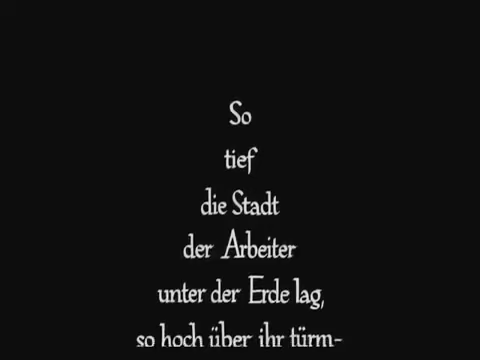 So
tief
die Stadt
der Arbeiter
unter der Erde lag,
so hoch über ihr türm-